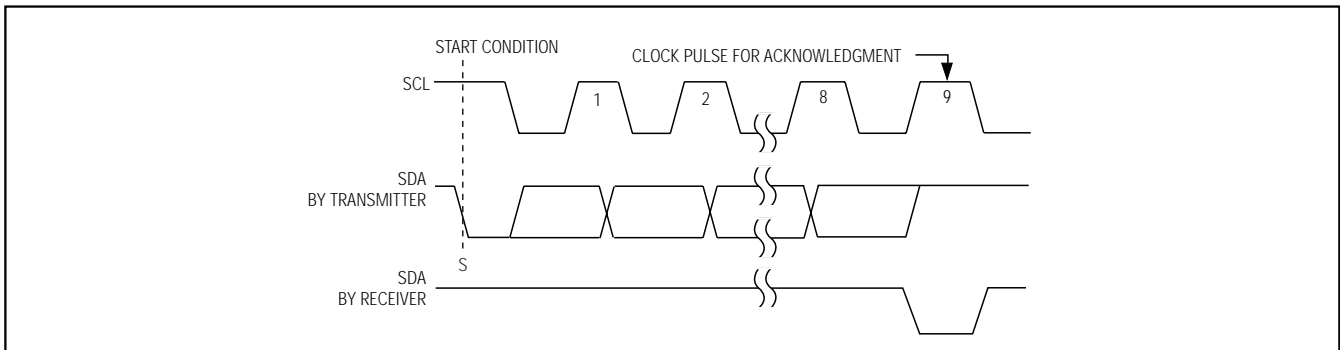 START CONDITION
CLOCK PULSE FOR ACKNOWLEDGMENT
SCL
1
2
8
9
SDA
BY TRANSMITTER
S
SDA
BY RECEIVER